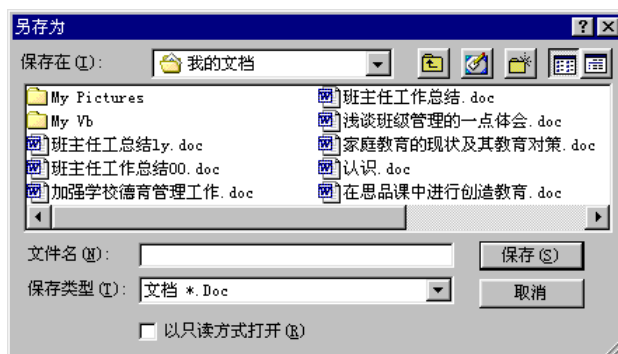 另存为
保存在(I): 我的文档
My Pictures 班主任工作总结.doc
My Vb 浅谈班级管理的一点体会.doc
班主任工总结ly.doc 家庭教育的现状及其教育对策.doc
班主任工作总结00.doc 认识.doc
加强学校德育管理工作.doc 在思品课中进行创造教育.doc
文件名(N): 保存(S)
保存类型(T): 文档 *.Doc 取消
以只读方式打开(R)